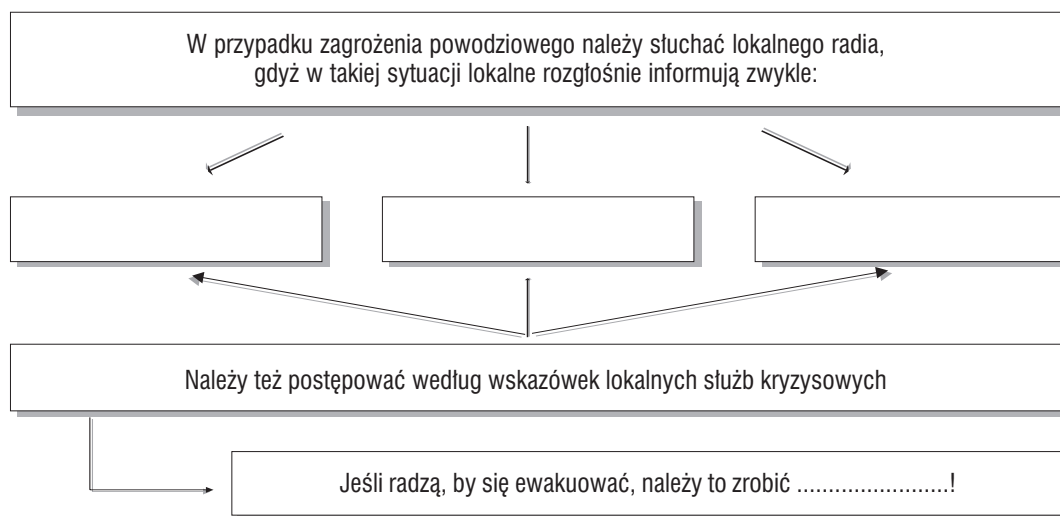 W przypadku zagrożenia powodziowego należy słuchać lokalnego radia,
gdyż w takiej sytuacji lokalne rozgłośnie informują zwykle:
Należy też postępować według wskazówek lokalnych służb kryzysowych
Jeśli radzą, by się ewakuować, należy to zrobić ........................!